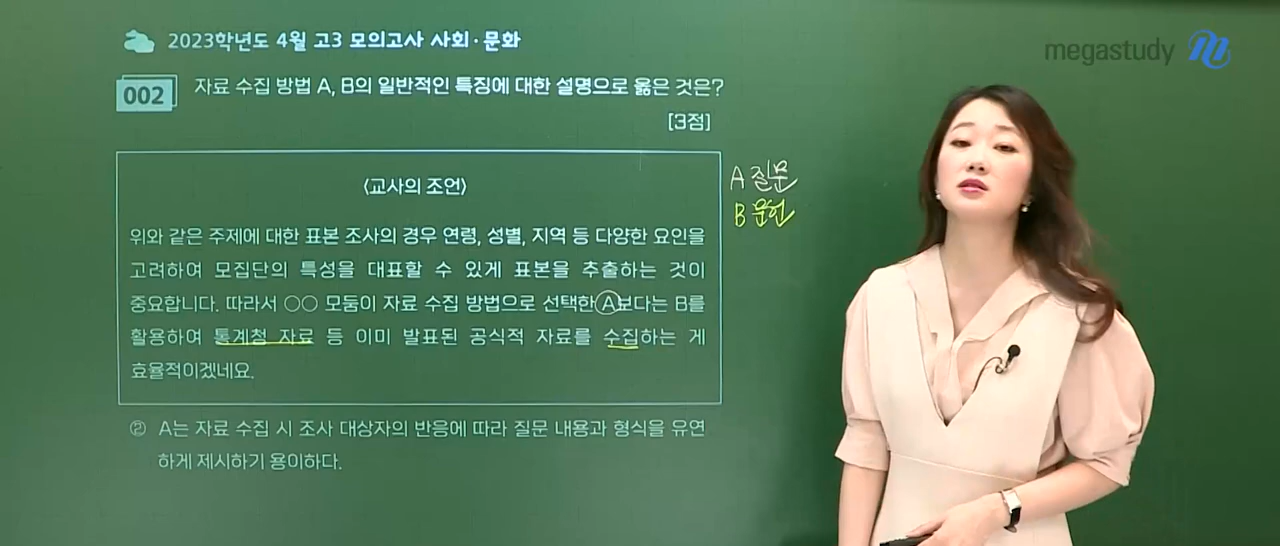 2023학년도 4월 고3 모의고사 사회·문화
megastudy
002 자료 수집 방법 A, B의 일반적인 특징에 대한 설명으로 옳은 것은?
[3점]
〈교사의 조언〉
위와 같은 주제에 대한 표본 조사의 경우 연령, 성별, 지역 등 다양한 요인을
고려하여 모집단의 특성을 대표할 수 있게 표본을 추출하는 것이
중요합니다. 따라서 ○○ 모둠이 자료 수집 방법으로 선택한 A보다는 B를
활용하여 통계청 자료 등 이미 발표된 공식적 자료를 수집하는 게
효율적이겠네요.
A 질문
B 문헌
② A는 자료 수집 시 조사 대상자의 반응에 따라 질문 내용과 형식을 유연
하게 제시하기 용이하다.